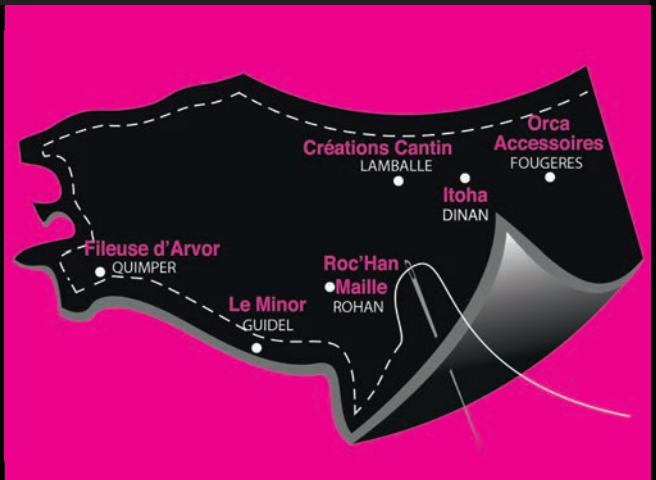 Orca
Accessoires
FOUGERES
Créations Cantin
LAMBALLE
Itoha
DINAN
Fileuse d'Arvor
QUIMPER
Roc'Han
Maille
ROHAN
Le Minor
GUIDEL